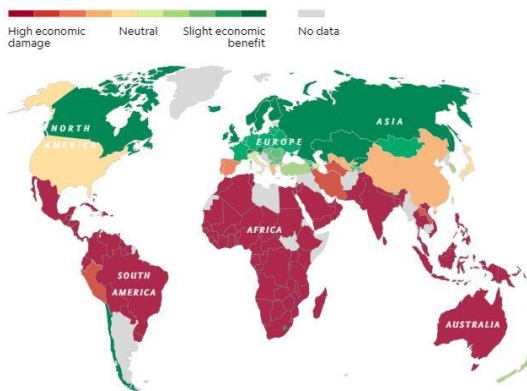 High economic
damage
Neutral
Slight economic
benefit
No data
NORTH
AMERICA
EUROPE
ASIA
AFRICA
SOUTH
AMERICA
AUSTRALIA